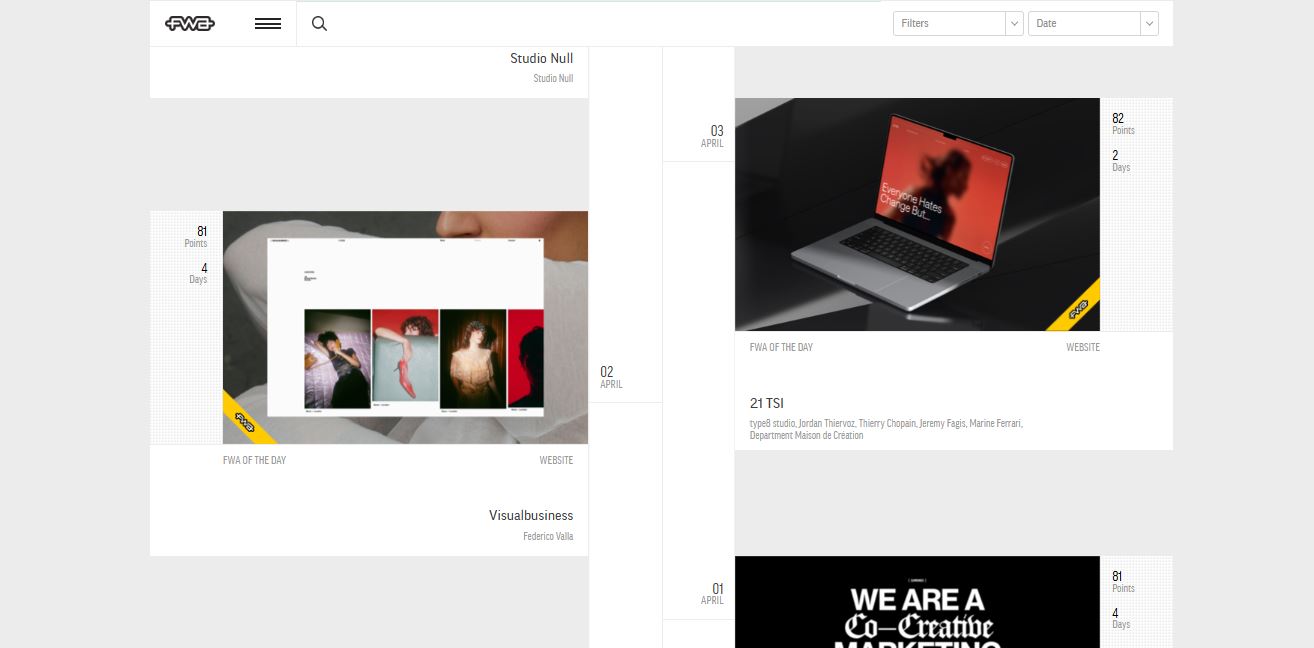 FWA
Filters
Date
Studio Null
Studio Null
03
APRIL
82
Points
2
Days
Everyone Hates
Change But...
FWA
FWA OF THE DAY
WEBSITE
21 TSI
type8 studio, Jordan Thiervoz, Thierry Chopain, Jeremy Fagis, Marine Ferrari,
Department Maison de Création
81
Points
4
Days
FWA
FWA OF THE DAY
WEBSITE
Visualbusiness
Federico Valla
02
APRIL
01
APRIL
WE ARE A
Co—Creative
MARKETING
81
Points
4
Days